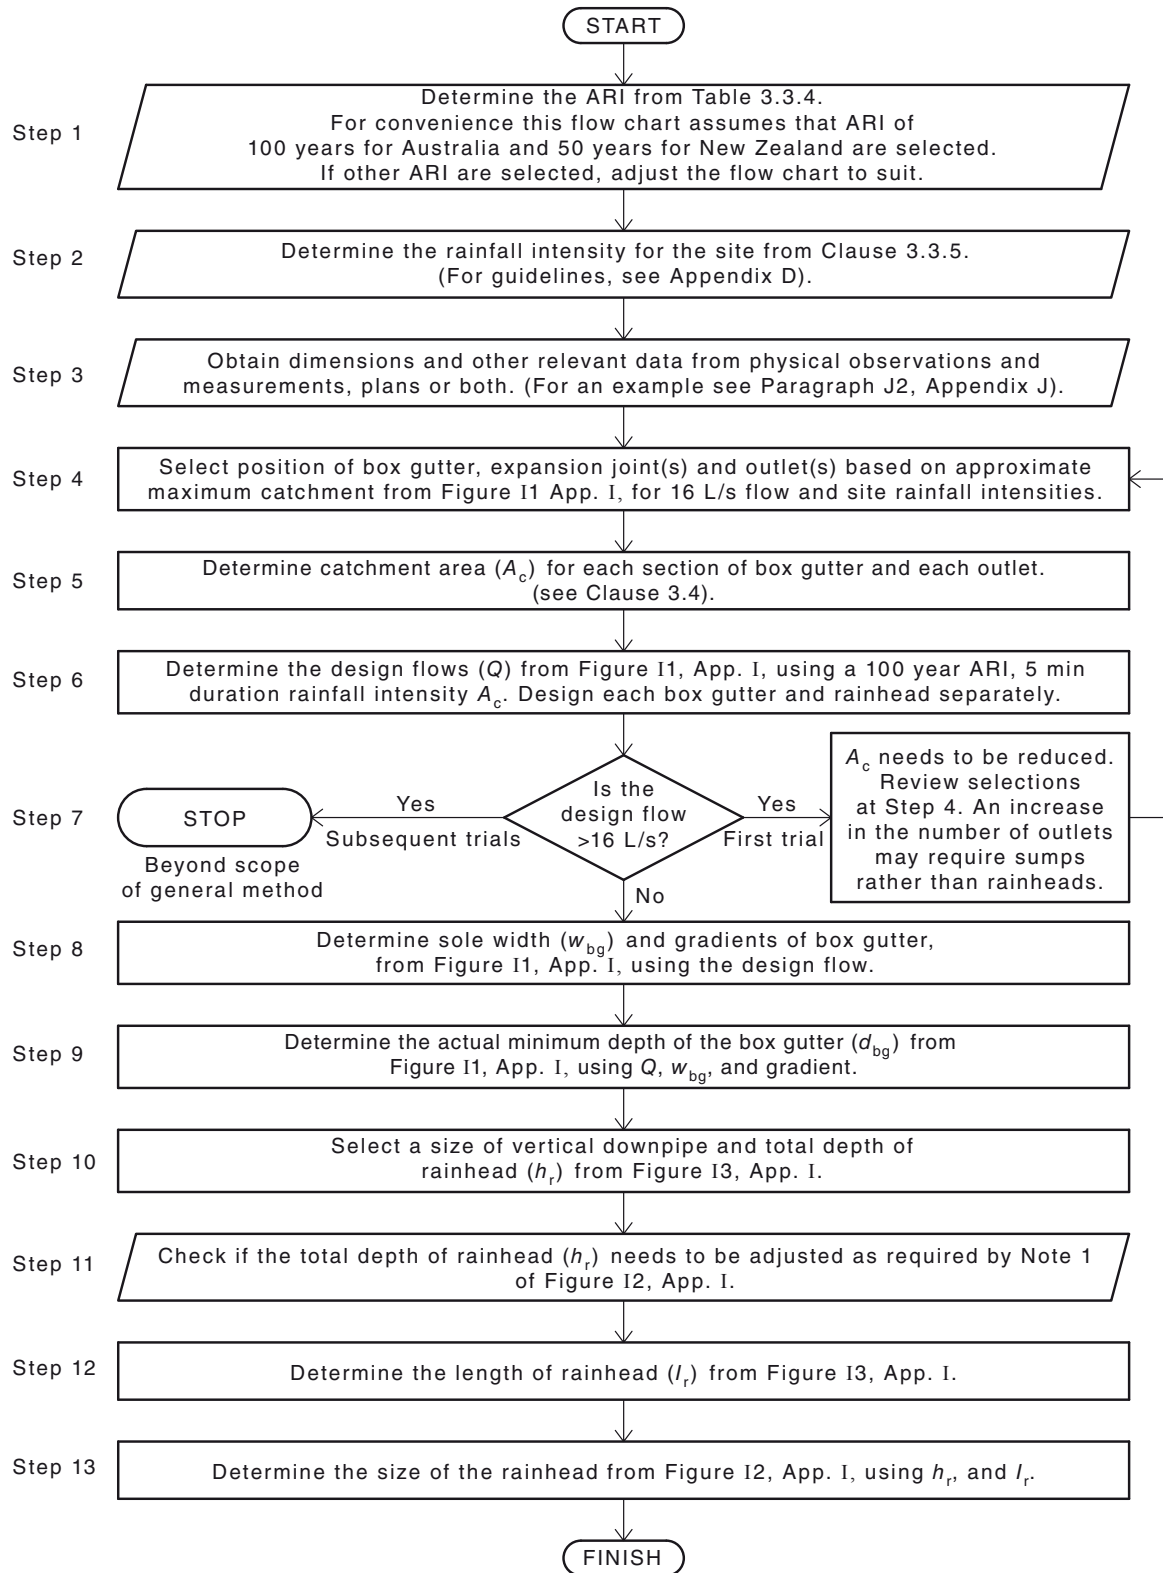 START
Step 1
Determine the ARI from Table 3.3.4.
For convenience this flow chart assumes that ARI of
100 years for Australia and 50 years for New Zealand are selected.
If other ARI are selected, adjust the flow chart to suit.
Step 2
Determine the rainfall intensity for the site from Clause 3.3.5.
(For guidelines, see Appendix D).
Step 3
Obtain dimensions and other relevant data from physical observations and
measurements, plans or both. (For an example see Paragraph J2, Appendix J).
Step 4
Select position of box gutter, expansion joint(s) and outlet(s) based on approximate
maximum catchment from Figure I1 App. I, for 16 L/s flow and site rainfall intensities.
Step 5
Determine catchment area (Ac) for each section of box gutter and each outlet.
(see Clause 3.4).
Step 6
Determine the design flows (Q) from Figure I1, App. I, using a 100 year ARI, 5 min
duration rainfall intensity Ac. Design each box gutter and rainhead separately.
Step 7
STOP
Beyond scope
of general method
Yes
Subsequent trials
Is the
design flow
>16 L/s?
Yes
First trial
Ac needs to be reduced.
Review selections
at Step 4. An increase
in the number of outlets
may require sumps
rather than rainheads.
No
Step 8
Determine sole width (wbg) and gradients of box gutter,
from Figure I1, App. I, using the design flow.
Step 9
Determine the actual minimum depth of the box gutter (dbg) from
Figure I1, App. I, using Q, wbg, and gradient.
Step 10
Select a size of vertical downpipe and total depth of
rainhead (hr) from Figure I3, App. I.
Step 11
Check if the total depth of rainhead (hr) needs to be adjusted as required by Note 1
of Figure I2, App. I.
Step 12
Determine the length of rainhead (lr) from Figure I3, App. I.
Step 13
Determine the size of the rainhead from Figure I2, App. I, using hr, and lr.
FINISH